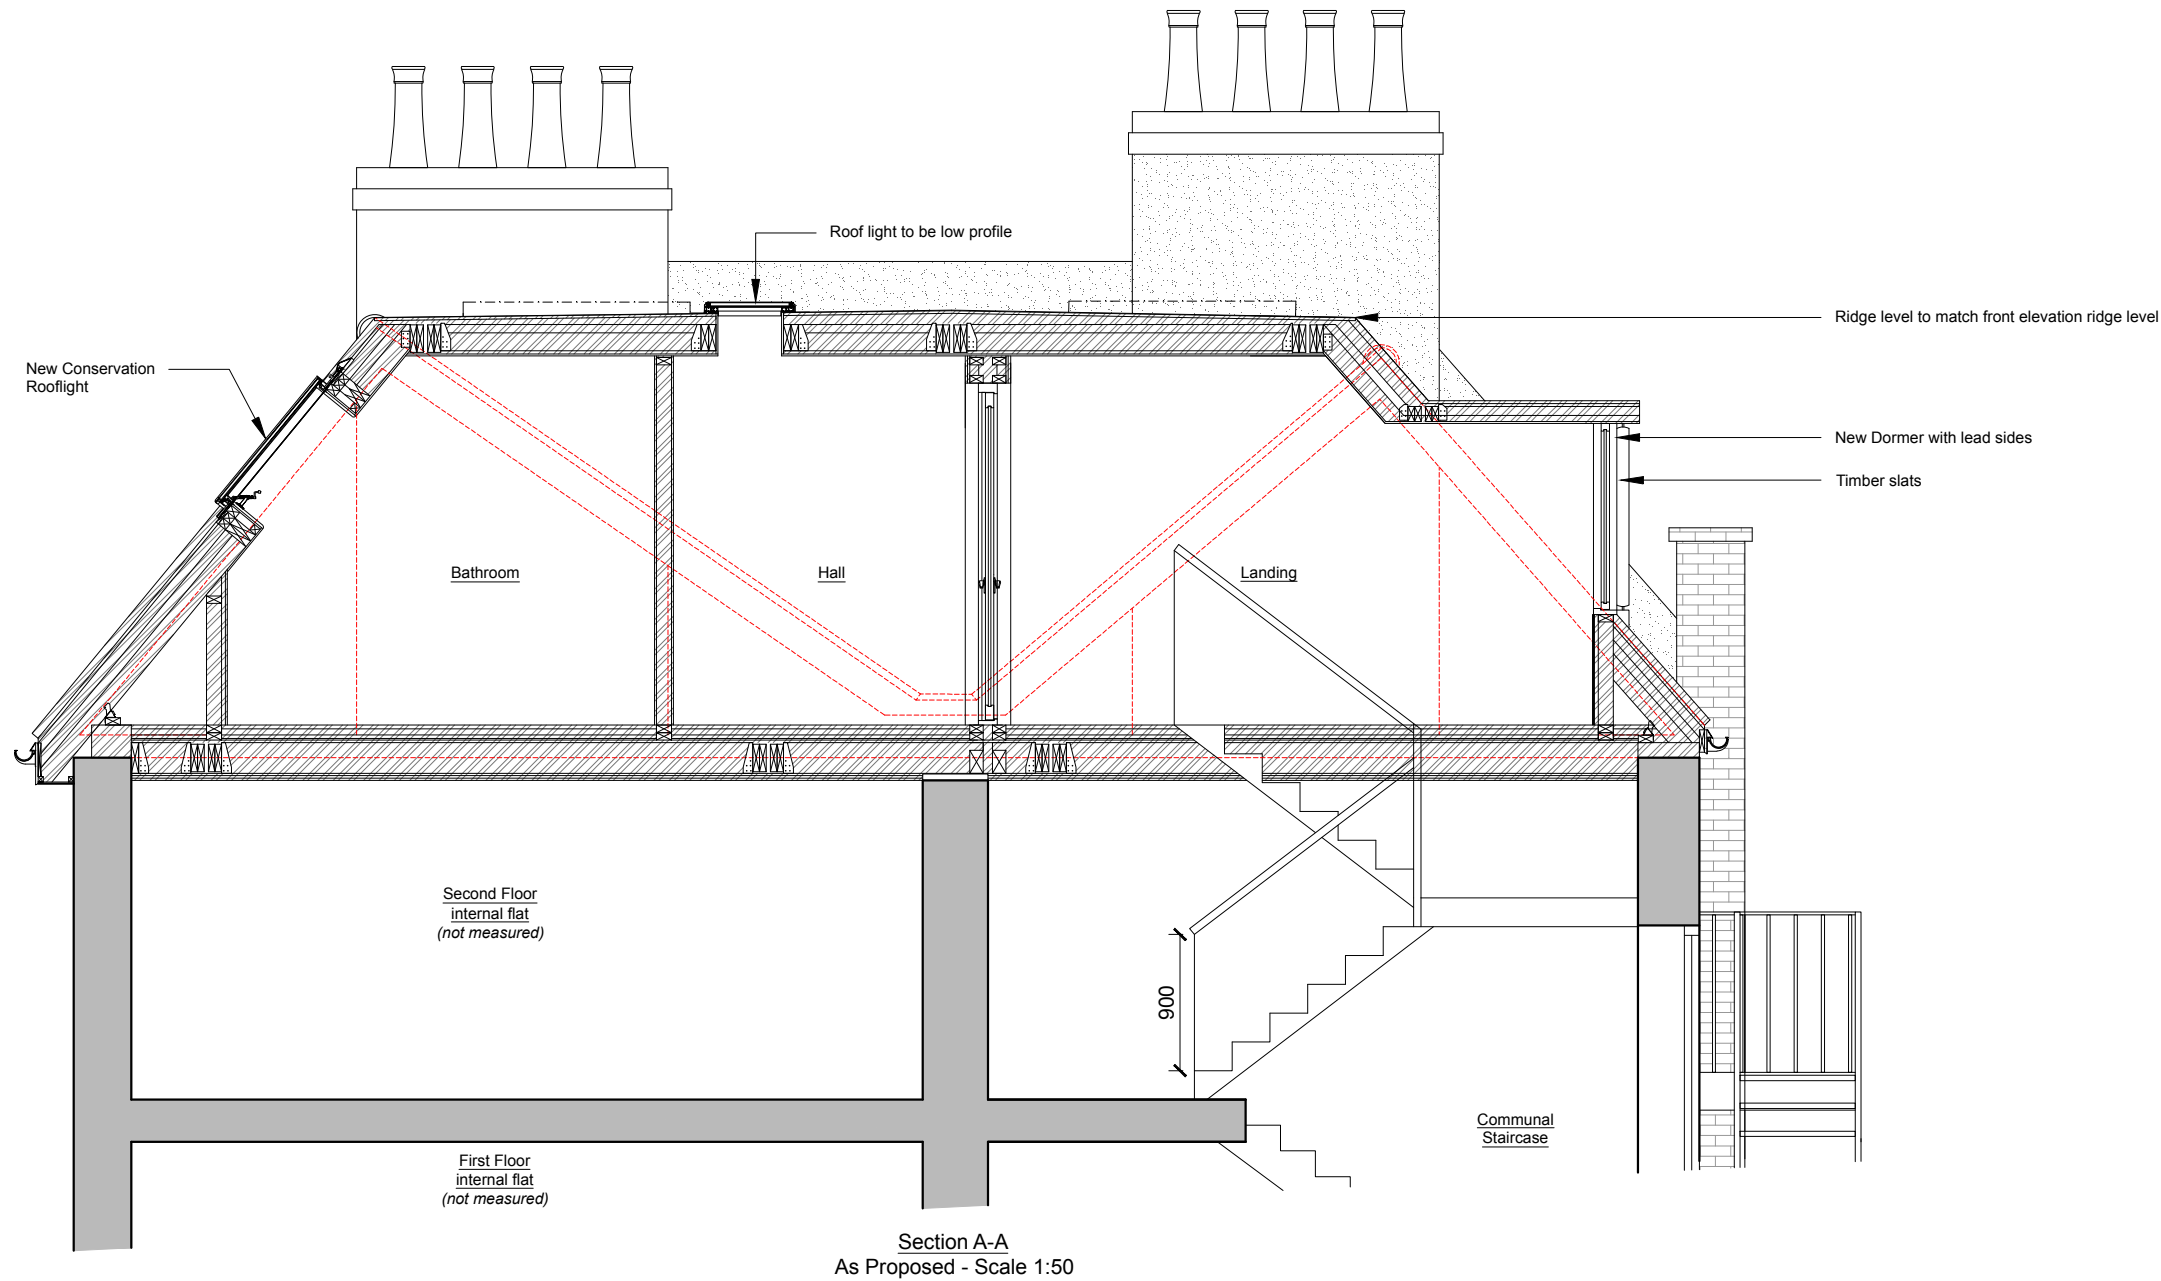 Roof light to be low profile
Ridge level to match front elevation ridge level
New Conservation
Rooflight
New Dormer with lead sides
Timber slats
Bathroom
Hall
Landing
Second Floor
internal flat
(not measured)
900
Communal
Staircase
First Floor
internal flat
(not measured)
Section A-A
As Proposed - Scale 1:50